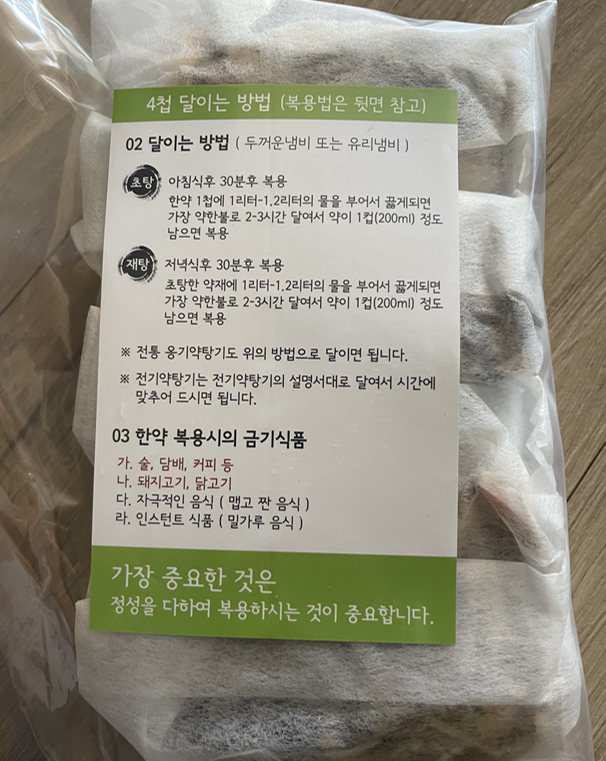 4첩 달이는 방법 (복용법은 뒷면 참고)
02 달이는 방법 ( 두꺼운냄비 또는 유리냄비 )
초탕 아침식후 30분후 복용
한약 1첩에 1리터-1,2리터의 물을 부어서 끓게되면
가장 약한불로 2-3시간 달여서 약이 1컵(200ml) 정도
남으면 복용
재탕 저녁식후 30분후 복용
초탕한 약재에 1리터-1.2리터의 물을 부어서 끓게되면
가장 약한불로 2-3시간 달여서 약이 1컵(200ml) 정도
남으면 복용
※ 전통 옹기약탕기도 위의 방법으로 달이면 됩니다.
※ 전기약탕기는 전기약탕기의 설명서대로 달여서 시간에
맞추어 드시면 됩니다.
03 한약 복용시의 금기식품
가. 술, 담배, 커피 등
나. 돼지고기, 닭고기
다. 자극적인 음식 ( 맵고 짠 음식 )
라. 인스턴트 식품 ( 밀가루 음식 )
가장 중요한 것은
정성을 다하여 복용하시는 것이 중요합니다.